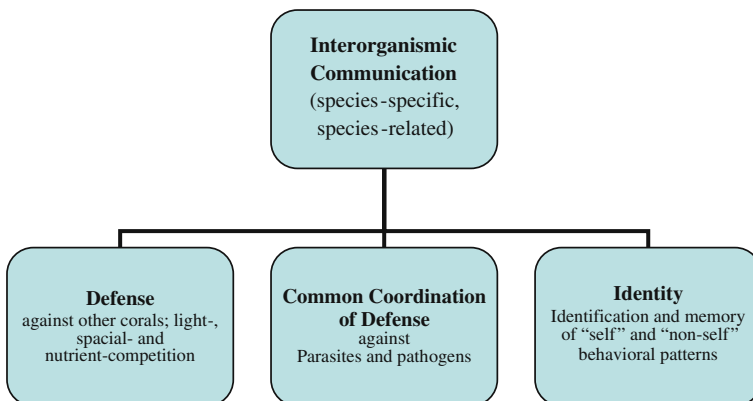 Interorganismic
Communication
(species-specific,
species-related)
Defense
against other corals; light-,
spacial- and
nutrient-competition
Common Coordination
of Defense
against
Parasites and pathogens
Identity
Identification and memory
of “self” and “non-self”
behavioral patterns